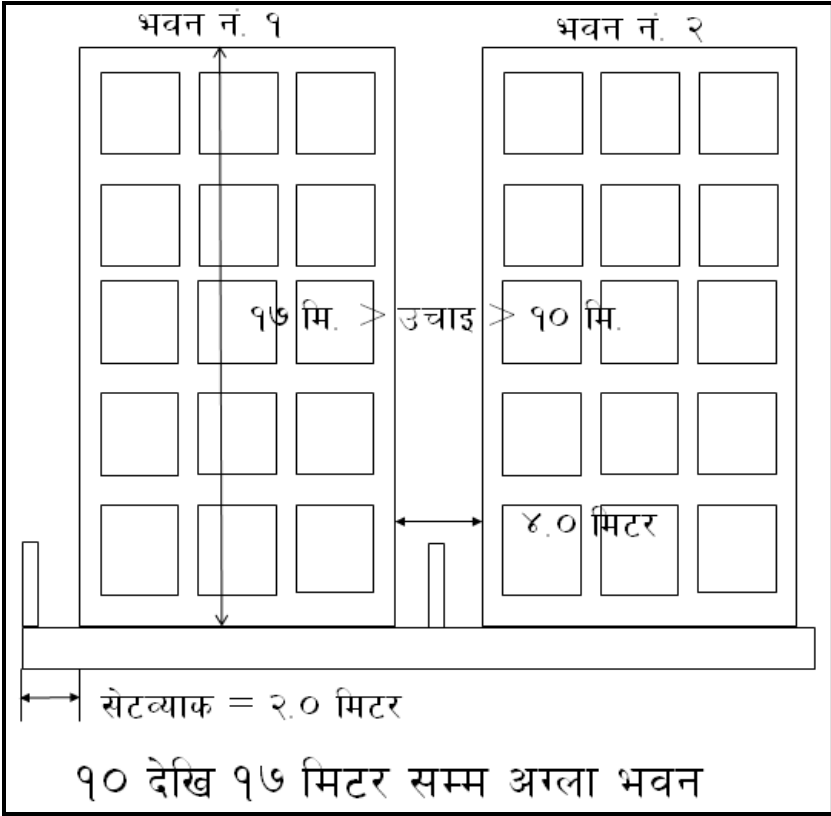 भवन नं. १
भवन नं. २
१७ मि. > उचाइ > १० मि.
४.० मिटर
सेटव्याक = २.० मिटर
१० देखि १७ मिटर सम्म अग्ला भवन